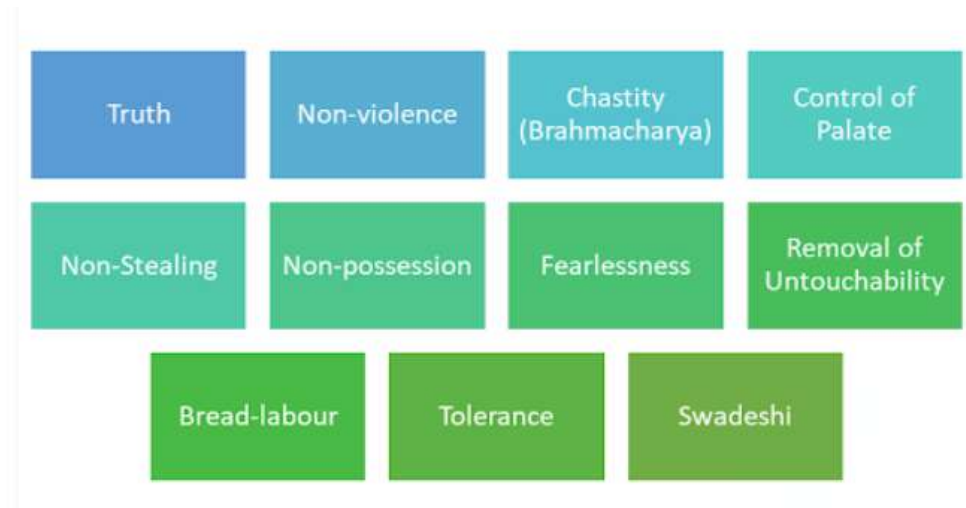 Truth
Non-violence
Chastity
(Brahmacharya)
Control of
Palate
Non-Stealing
Non-possession
Fearlessness
Removal of
Untouchability
Bread-labour
Tolerance
Swadeshi